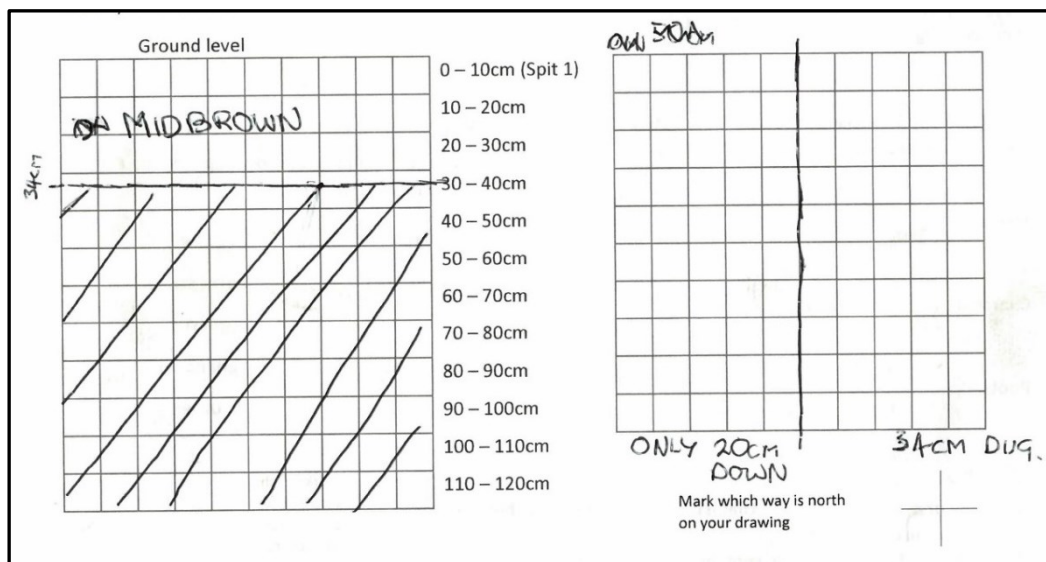 Ground level
0 – 10cm (Spit 1)
10 – 20cm
MIDBROWN
20 – 30cm
34cm
30 – 40cm
40 – 50cm
50 – 60cm
60 – 70cm
70 – 80cm
80 – 90cm
90 – 100cm
100 – 110cm
110 – 120cm
ONLY 20cm
DOWN
34CM DUG.
Mark which way is north
on your drawing